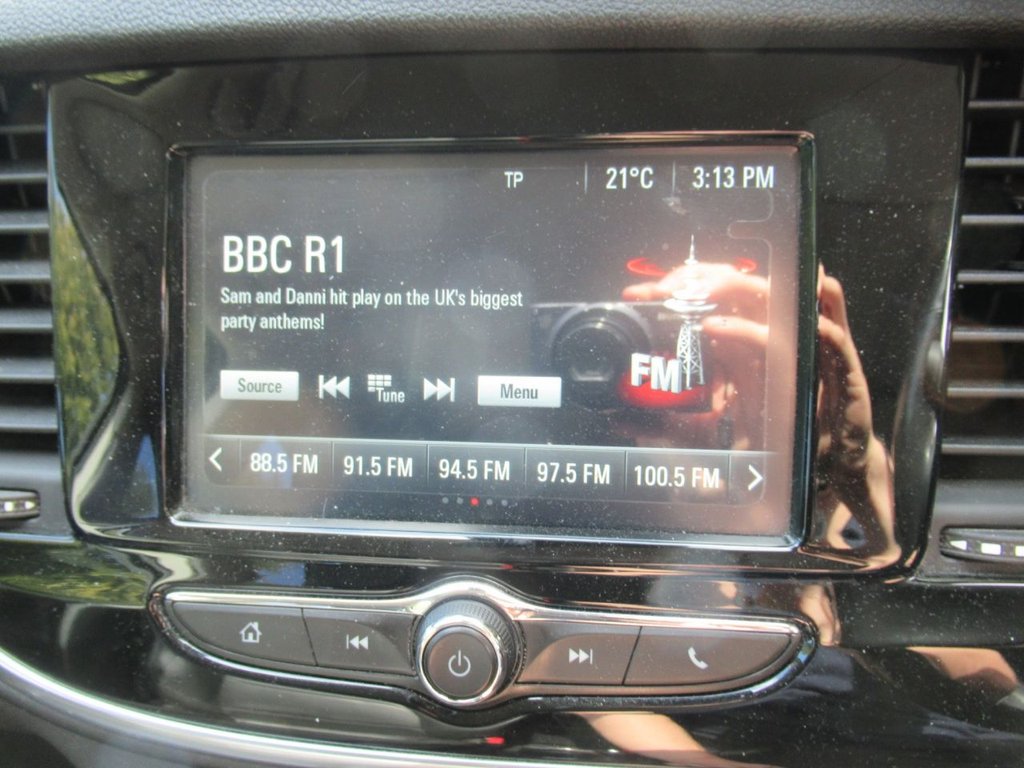 TP 21°C 3:13 PM
BBC R1
Sam and Danni hit play on the UK's biggest
party anthems!
FM
Source Tune Menu
88.5 FM 91.5 FM 94.5 FM 97.5 FM 100.5 FM